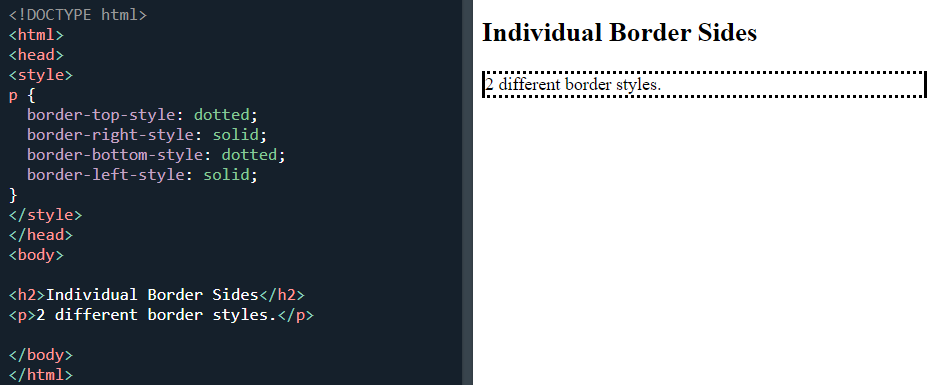 <!DOCTYPE html>
<html>
<head>
<style>
p {
  border-top-style: dotted;
  border-right-style: solid;
  border-bottom-style: dotted;
  border-left-style: solid;
}
</style>
</head>
<body>

<h2>Individual Border Sides</h2>
<p>2 different border styles.</p>

</body>
</html>
Individual Border Sides
2 different border styles.